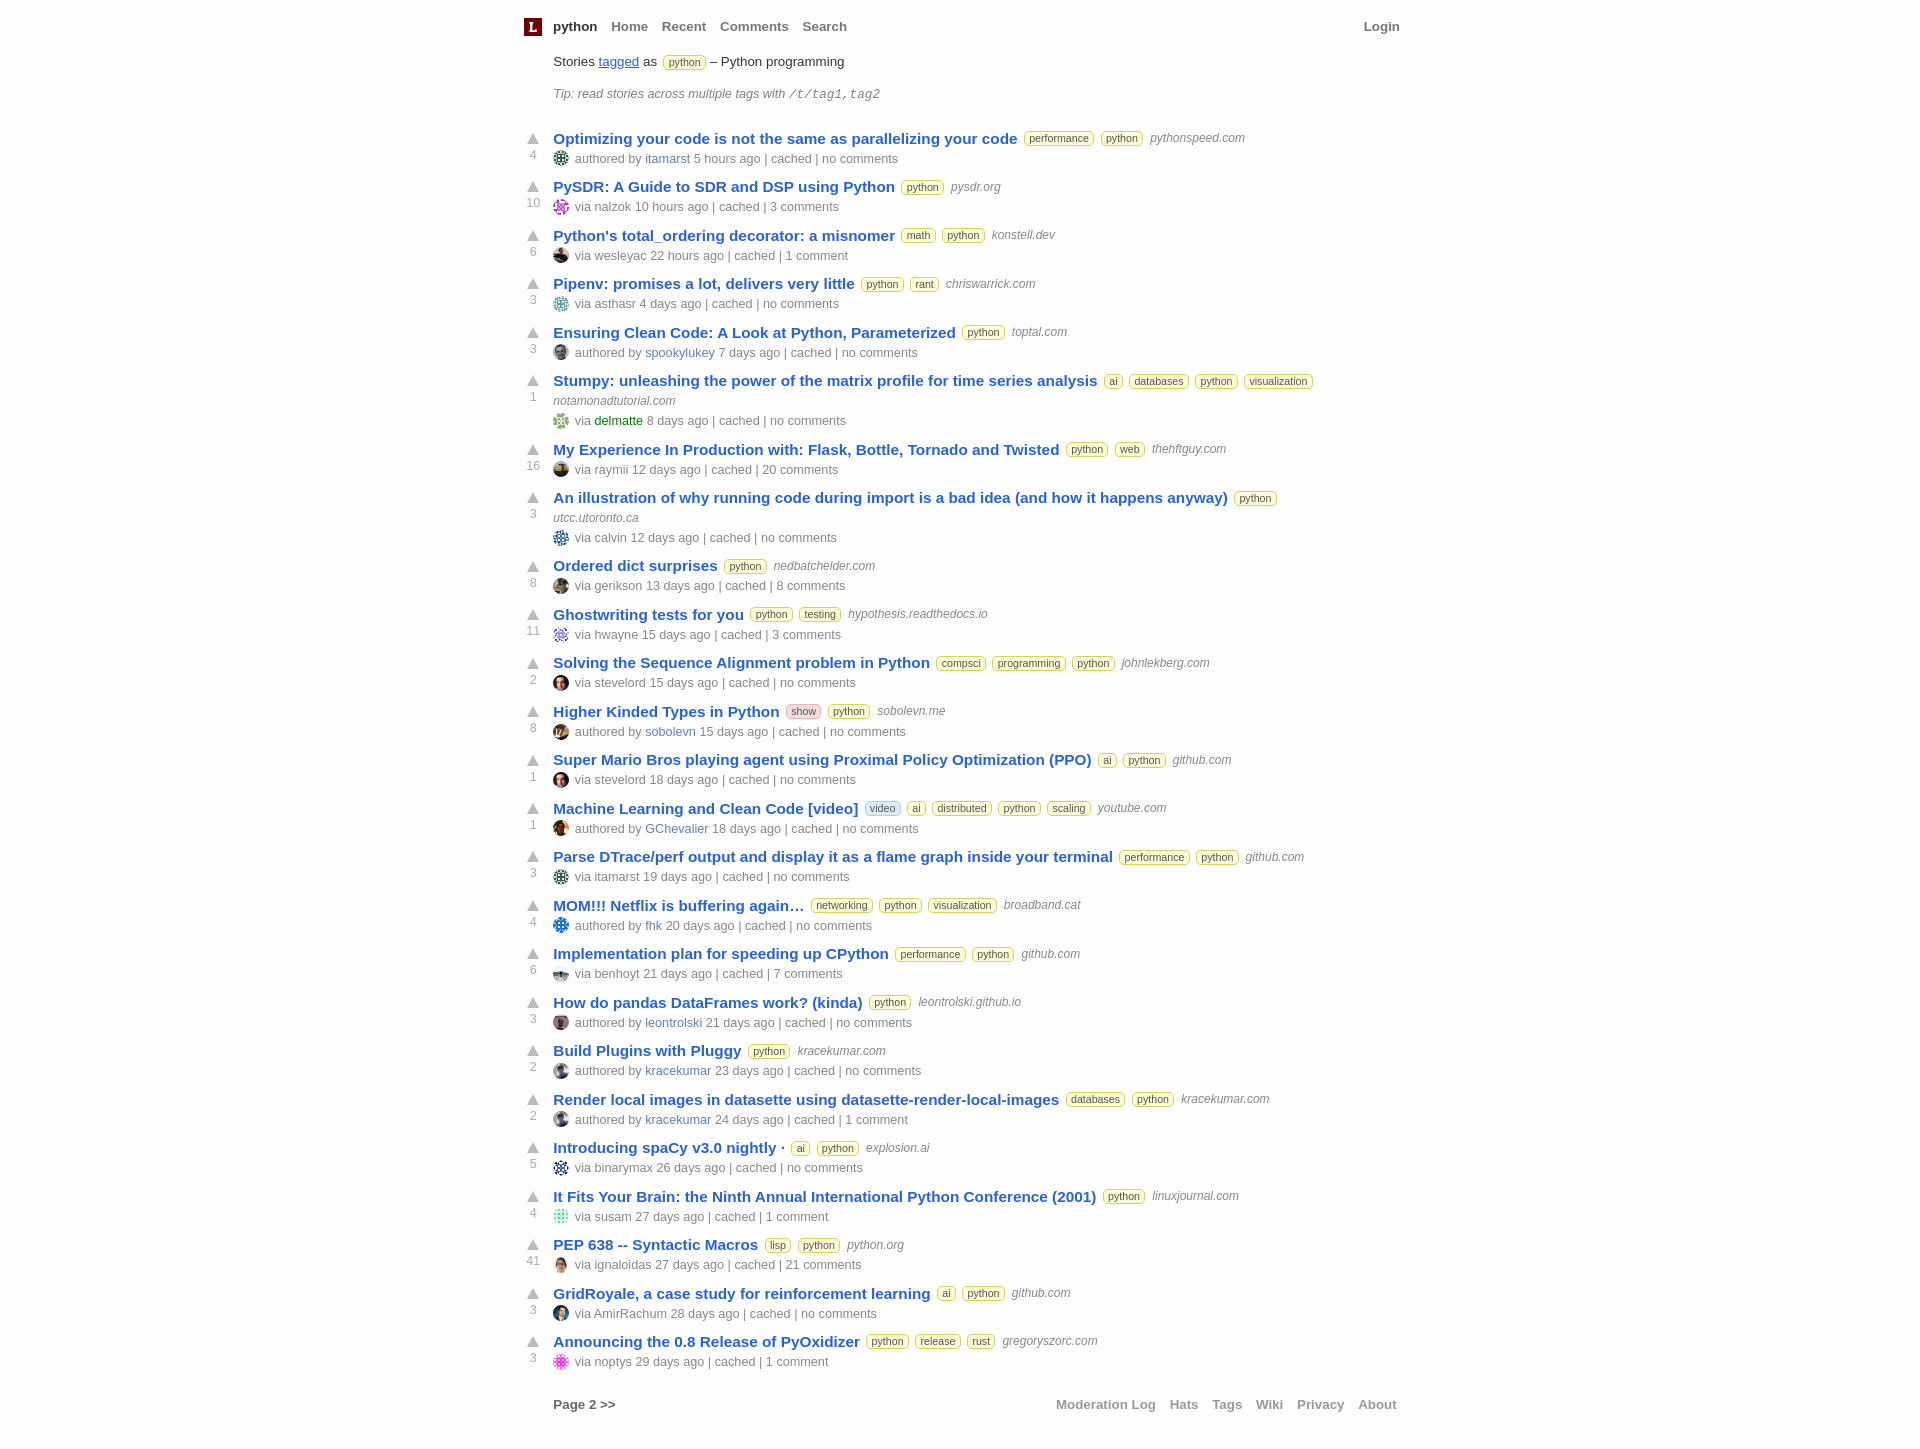 L python Home Recent Comments Search Login
Stories tagged as python – Python programming
Tip: read stories across multiple tags with /t/tag1,tag2
Optimizing your code is not the same as parallelizing your code performance python pythonspeed.com
4 authored by itamarst 5 hours ago | cached | no comments
PySDR: A Guide to SDR and DSP using Python python pysdr.org
10 via nalzok 10 hours ago | cached | 3 comments
Python's total_ordering decorator: a misnomer math python konstell.dev
6 via wesleyac 22 hours ago | cached | 1 comment
Pipenv: promises a lot, delivers very little python rant chriswarrick.com
3 via asthasr 4 days ago | cached | no comments
Ensuring Clean Code: A Look at Python, Parameterized python toptal.com
3 authored by spookylukey 7 days ago | cached | no comments
Stumpy: unleashing the power of the matrix profile for time series analysis ai databases python visualization
1 notamonadtutorial.com
via delmatte 8 days ago | cached | no comments
My Experience In Production with: Flask, Bottle, Tornado and Twisted python web thehftguy.com
16 via raymii 12 days ago | cached | 20 comments
An illustration of why running code during import is a bad idea (and how it happens anyway) python
3 utcc.utoronto.ca
via calvin 12 days ago | cached | no comments
Ordered dict surprises python nedbatchelder.com
8 via gerikson 13 days ago | cached | 8 comments
Ghostwriting tests for you python testing hypothesis.readthedocs.io
11 via hwayne 15 days ago | cached | 3 comments
Solving the Sequence Alignment problem in Python compsci programming python johnlekberg.com
2 via stevelord 15 days ago | cached | no comments
Higher Kinded Types in Python show python sobolevn.me
8 authored by sobolevn 15 days ago | cached | no comments
Super Mario Bros playing agent using Proximal Policy Optimization (PPO) ai python github.com
1 via stevelord 18 days ago | cached | no comments
Machine Learning and Clean Code [video] video ai distributed python scaling youtube.com
1 authored by GChevalier 18 days ago | cached | no comments
Parse DTrace/perf output and display it as a flame graph inside your terminal performance python github.com
3 via itamarst 19 days ago | cached | no comments
MOM!!! Netflix is buffering again… networking python visualization broadband.cat
4 authored by fhk 20 days ago | cached | no comments
Implementation plan for speeding up CPython performance python github.com
6 via benhoyt 21 days ago | cached | 7 comments
How do pandas DataFrames work? (kinda) python leontrolski.github.io
3 authored by leontrolski 21 days ago | cached | no comments
Build Plugins with Pluggy python kracekumar.com
2 authored by kracekumar 23 days ago | cached | no comments
Render local images in datasette using datasette-render-local-images databases python kracekumar.com
2 authored by kracekumar 24 days ago | cached | 1 comment
Introducing spaCy v3.0 nightly · ai python explosion.ai
5 via binarymax 26 days ago | cached | no comments
It Fits Your Brain: the Ninth Annual International Python Conference (2001) python linuxjournal.com
4 via susam 27 days ago | cached | 1 comment
PEP 638 -- Syntactic Macros lisp python python.org
41 via ignaloidas 27 days ago | cached | 21 comments
GridRoyale, a case study for reinforcement learning ai python github.com
3 via AmirRachum 28 days ago | cached | no comments
Announcing the 0.8 Release of PyOxidizer python release rust gregoryszorc.com
3 via noptys 29 days ago | cached | 1 comment
Page 2 >> Moderation Log Hats Tags Wiki Privacy About